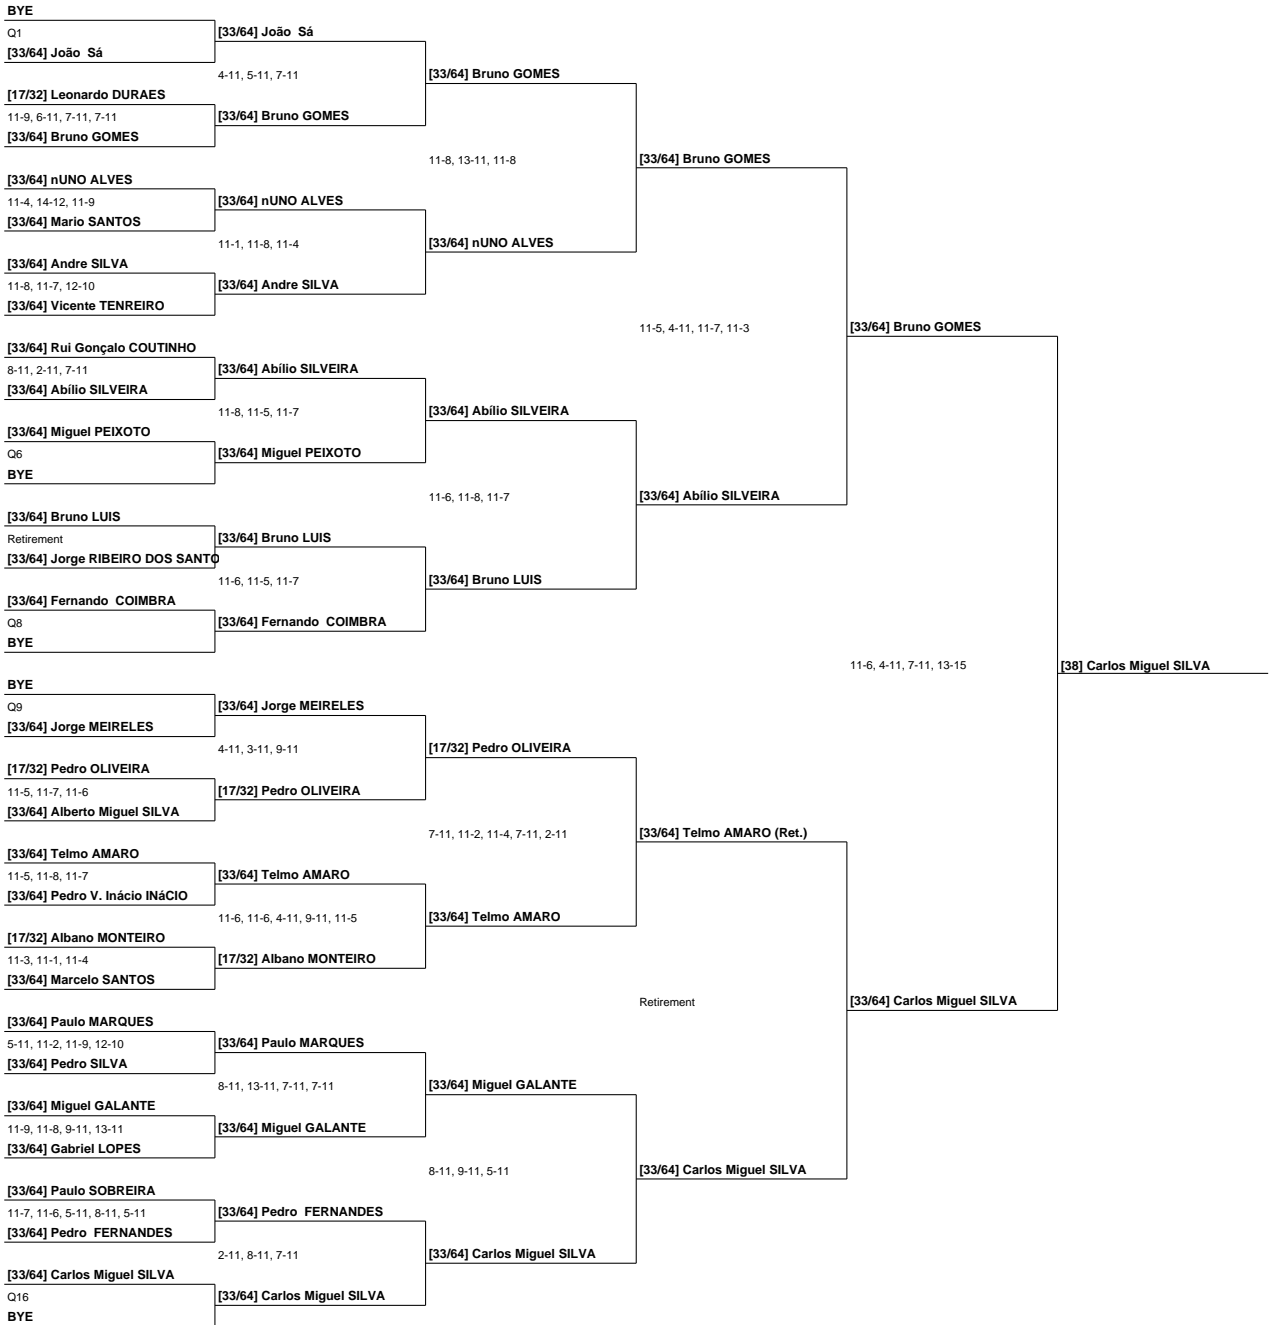 BYE
Q1
[33/64] João  Sá
[17/32] Leonardo DURAES
11-9, 6-11, 7-11, 7-11
[33/64] Bruno GOMES
[33/64] nUNO ALVES
11-4, 14-12, 11-9
[33/64] Mario SANTOS
[33/64] Andre SILVA
11-8, 11-7, 12-10
[33/64] Vicente TENREIRO
[33/64] Rui Gonçalo COUTINHO
8-11, 2-11, 7-11
[33/64] Abílio SILVEIRA
[33/64] Miguel PEIXOTO
Q6
BYE
[33/64] Bruno LUIS
Retirement
[33/64] Jorge RIBEIRO DOS SANTO
[33/64] Fernando  COIMBRA
Q8
BYE
BYE
Q9
[33/64] Jorge MEIRELES
[17/32] Pedro OLIVEIRA
11-5, 11-7, 11-6
[33/64] Alberto Miguel SILVA
[33/64] Telmo AMARO
11-5, 11-8, 11-7
[33/64] Pedro V. Inácio INáCIO
[17/32] Albano MONTEIRO
11-3, 11-1, 11-4
[33/64] Marcelo SANTOS
[33/64] Paulo MARQUES
5-11, 11-2, 11-9, 12-10
[33/64] Pedro SILVA
[33/64] Miguel GALANTE
11-9, 11-8, 9-11, 13-11
[33/64] Gabriel LOPES
[33/64] Paulo SOBREIRA
11-7, 11-6, 5-11, 8-11, 5-11
[33/64] Pedro  FERNANDES
[33/64] Carlos Miguel SILVA
Q16
BYE
[33/64] João  Sá
4-11, 5-11, 7-11
[33/64] Bruno GOMES
[33/64] nUNO ALVES
11-1, 11-8, 11-4
[33/64] Andre SILVA
[33/64] Abílio SILVEIRA
11-8, 11-5, 11-7
[33/64] Miguel PEIXOTO
[33/64] Bruno LUIS
11-6, 11-5, 11-7
[33/64] Fernando  COIMBRA
[33/64] Jorge MEIRELES
4-11, 3-11, 9-11
[17/32] Pedro OLIVEIRA
[33/64] Telmo AMARO
11-6, 11-6, 4-11, 9-11, 11-5
[17/32] Albano MONTEIRO
[33/64] Paulo MARQUES
8-11, 13-11, 7-11, 7-11
[33/64] Miguel GALANTE
[33/64] Pedro  FERNANDES
2-11, 8-11, 7-11
[33/64] Carlos Miguel SILVA
[33/64] Bruno GOMES
11-8, 13-11, 11-8
[33/64] nUNO ALVES
[33/64] Abílio SILVEIRA
11-6, 11-8, 11-7
[33/64] Bruno LUIS
[17/32] Pedro OLIVEIRA
7-11, 11-2, 11-4, 7-11, 2-11
[33/64] Telmo AMARO
[33/64] Miguel GALANTE
8-11, 9-11, 5-11
[33/64] Carlos Miguel SILVA
[33/64] Bruno GOMES
11-5, 4-11, 11-7, 11-3
[33/64] Abílio SILVEIRA
[33/64] Telmo AMARO (Ret.)
Retirement
[33/64] Carlos Miguel SILVA
[33/64] Bruno GOMES
11-6, 4-11, 7-11, 13-15
[33/64] Carlos Miguel SILVA
[38] Carlos Miguel SILVA